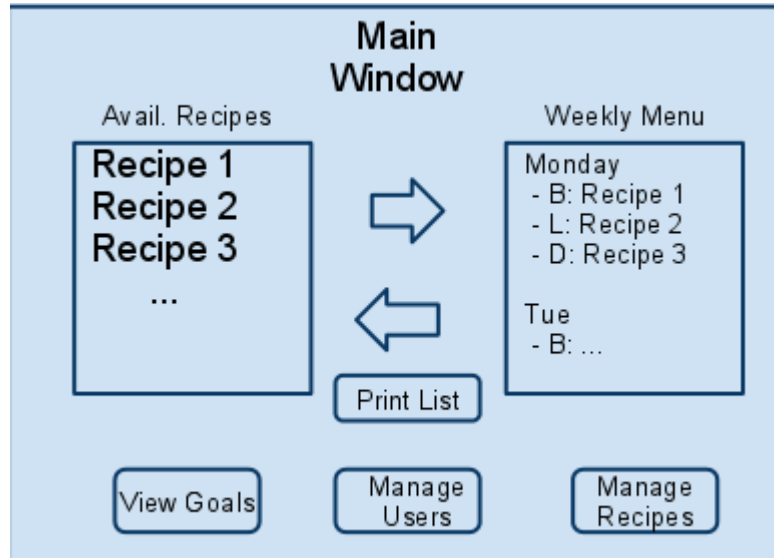 Main
Window
Avail. Recipes
Recipe 1
Recipe 2
Recipe 3
...
Weekly Menu
Monday
- B: Recipe 1
- L: Recipe 2
- D: Recipe 3
Tue
- B: ...
Print List
View Goals
Manage
Users
Manage
Recipes